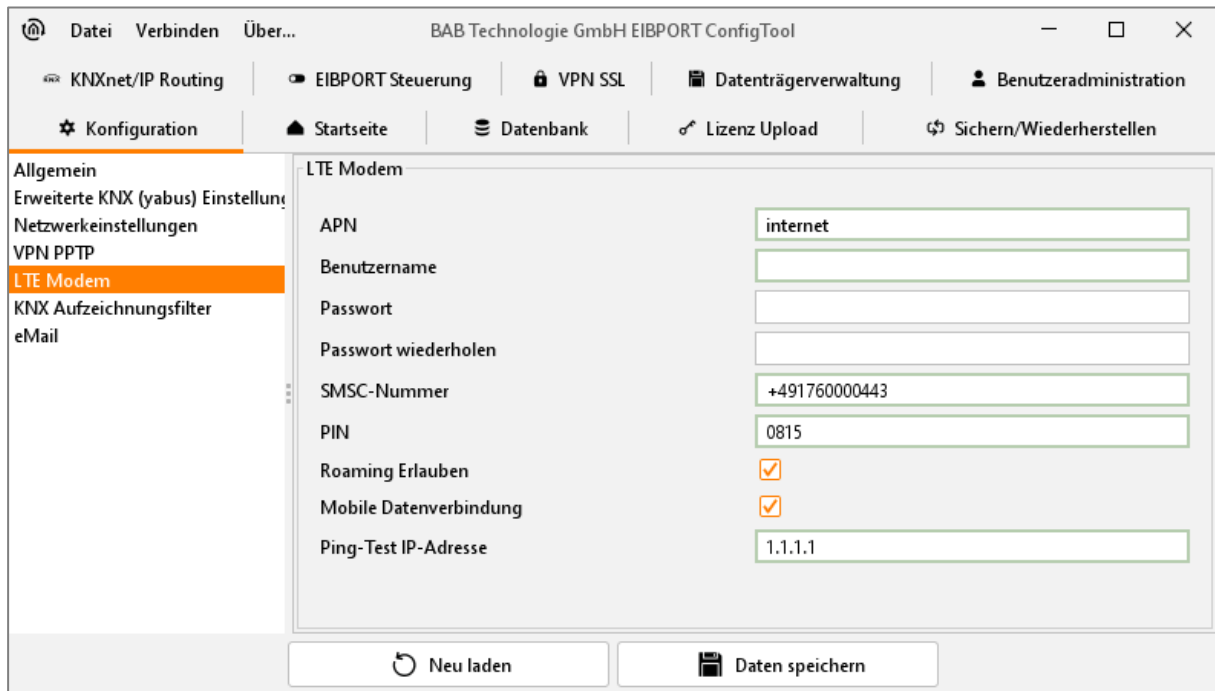 Datei Verbinden Über... BAB Technologie GmbH EIBPORT ConfigTool
KNX KNXnet/IP Routing EIBPORT Steuerung VPN SSL Datenträgerverwaltung Benutzeradministration
Konfiguration Startseite Datenbank Lizenz Upload Sichern/Wiederherstellen
Allgemein
Erweiterte KNX (yabus) Einstellung
Netzwerkeinstellungen
VPN PPTP
LTE Modem
KNX Aufzeichnungsfilter
eMail
LTE Modem
APN internet
Benutzername
Passwort
Passwort wiederholen
SMSC-Nummer +491760000443
PIN 0815
Roaming Erlauben
Mobile Datenverbindung
Ping-Test IP-Adresse 1.1.1.1
Neu laden Daten speichern